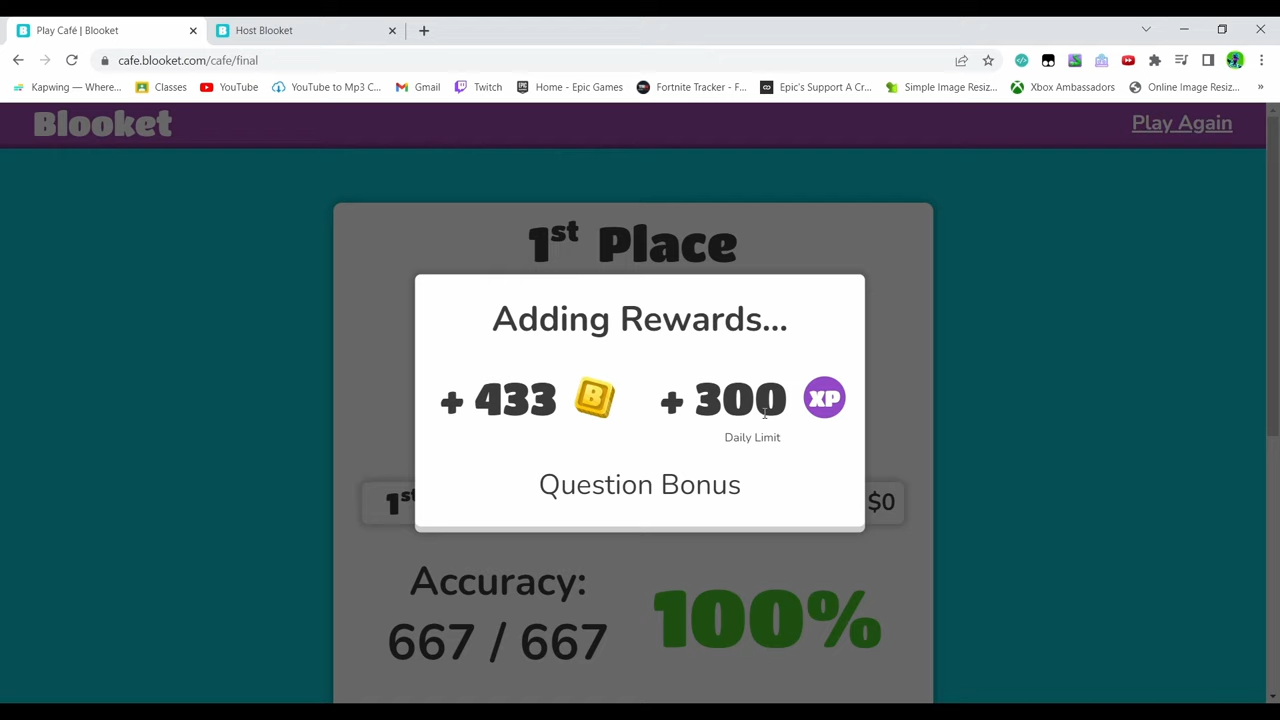 Play Café | Blooket
Host Blooket
cafe.blooket.com/cafe/final
Kapwing — Where...
Classes
YouTube
YouTube to Mp3 C...
Gmail
Twitch
Home - Epic Games
Fortnite Tracker - F...
Epic's Support A Cr...
Simple Image Resiz...
Xbox Ambassadors
Online Image Resiz...
Blooket
Play Again
1st Place
Adding Rewards...
+ 433 B
+ 300 XP
Daily Limit
Question Bonus
1st
$0
Accuracy:
667 / 667
100%